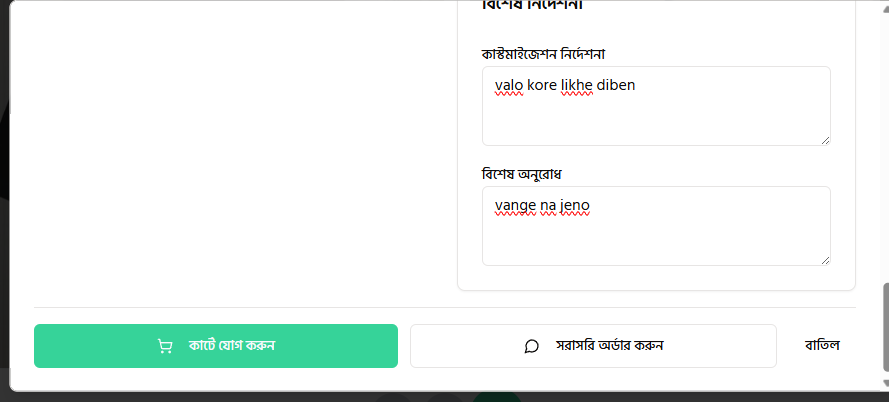 বিশেষ নির্দেশনা
কাস্টমাইজেশন নির্দেশনা
valo kore likhe diben
বিশেষ অনুরোধ
vange na jeno
কার্টে যোগ করুন
সরাসরি অর্ডার করুন
বাতিল